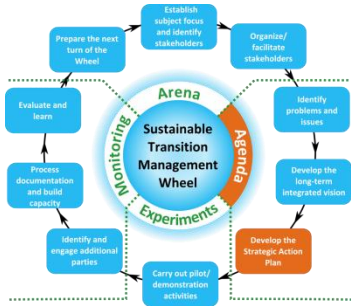 Establish
subject focus
and identify
stakeholders
Organize/
facilitate
stakeholders
Identify
problems and
issues
Develop the
long-term
integrated vision
Develop the
Strategic Action
Plan
Carry out pilot/
demonstration
activities
Identify and
engage additional
parties
Process
documentation
and build
capacity
Evaluate and
learn
Prepare the next
turn of the
Wheel
Arena
Agenda
Experiments
Monitoring
Sustainable
Transition
Management
Wheel